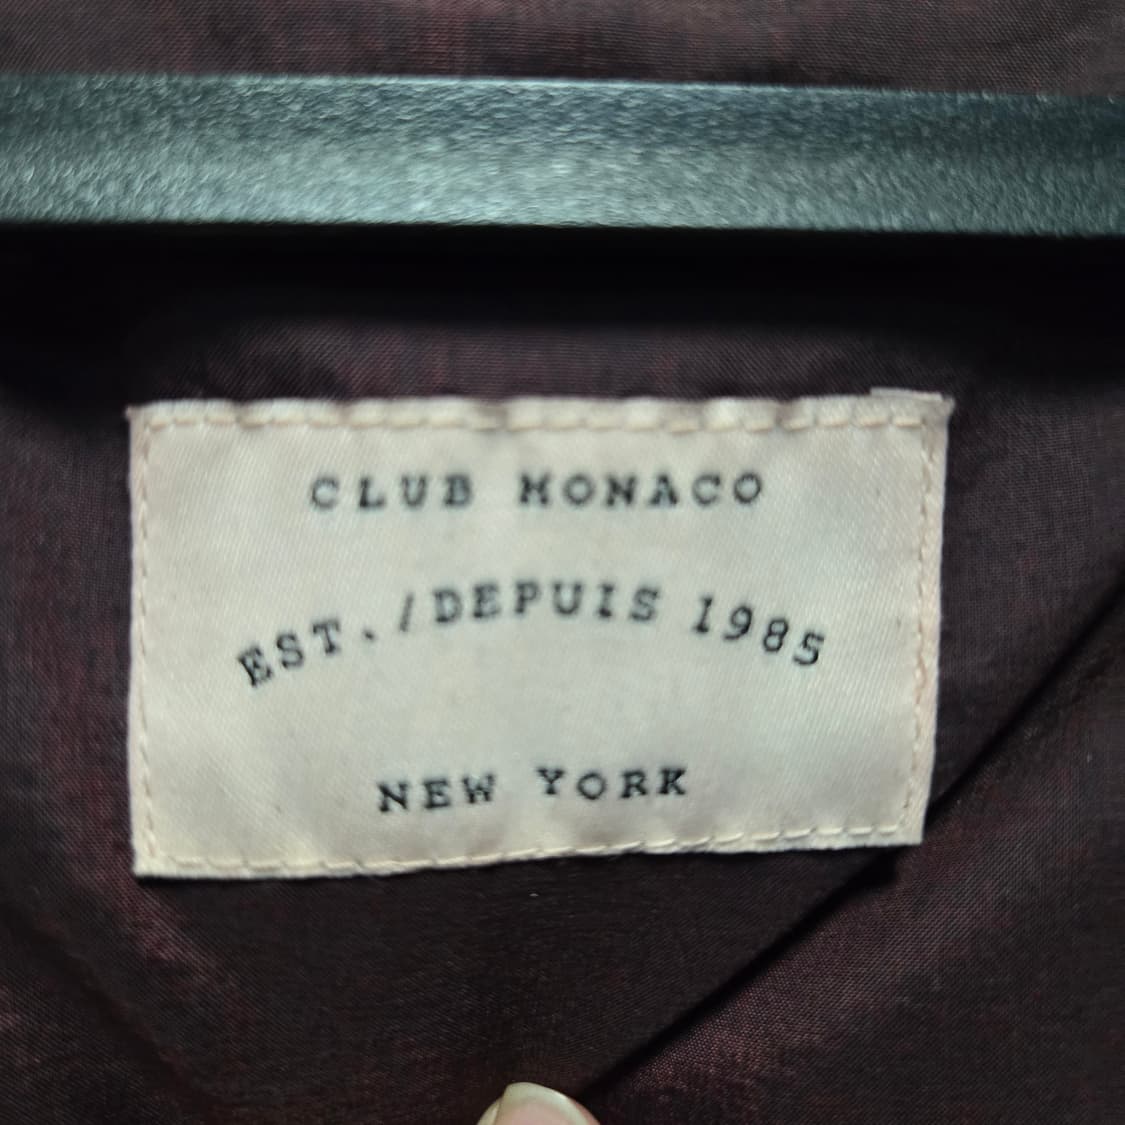 CLUB MONACO
EST. / DEPUIS 1985
NEW YORK